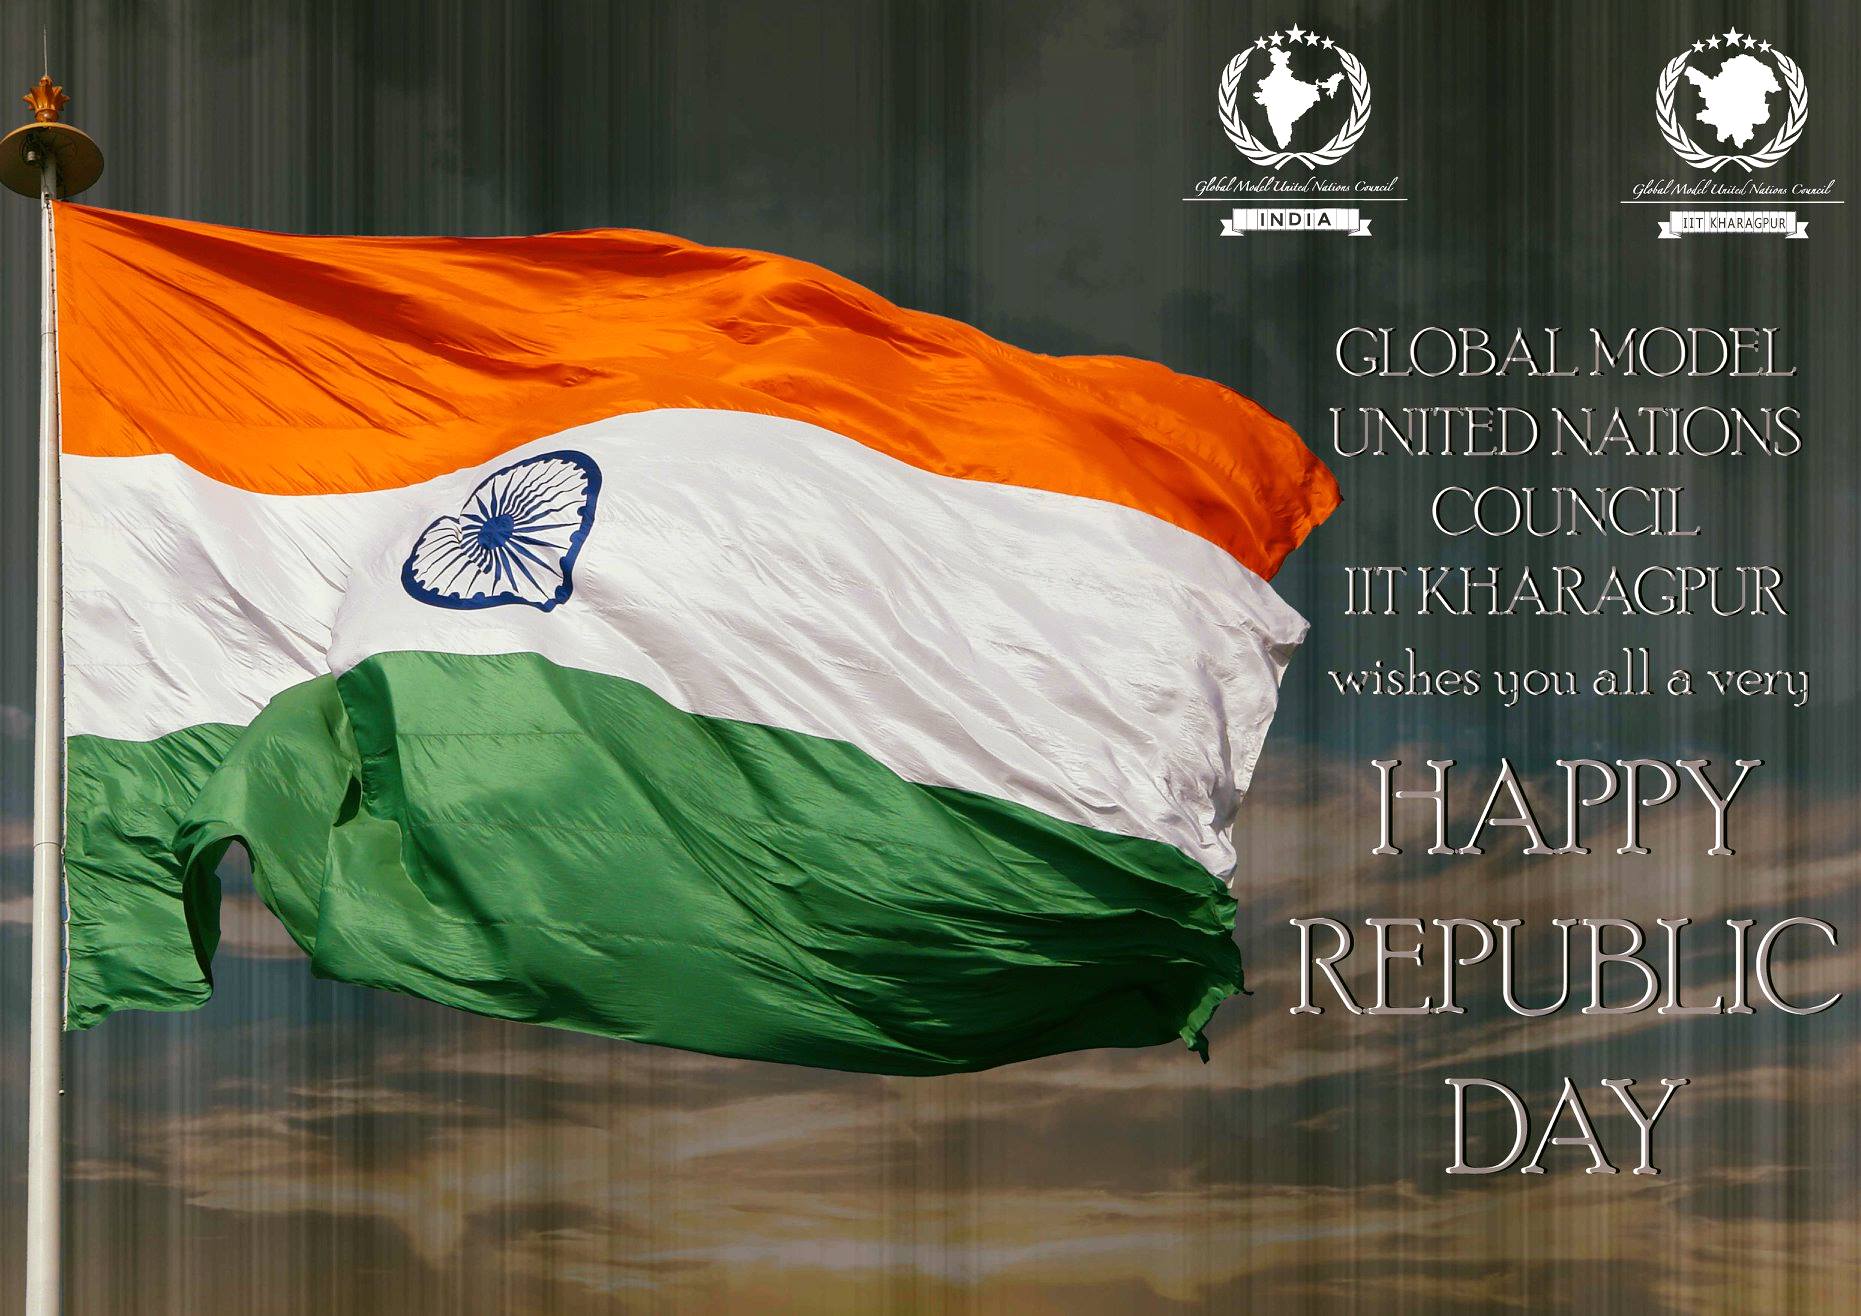 Global Model United Nations Council
INDIA
Global Model United Nations Council
IIT KHARAGPUR
GLOBAL MODEL
UNITED NATIONS
COUNCIL
IIT KHARAGPUR
wishes you all a very
HAPPY
REPUBLIC
DAY